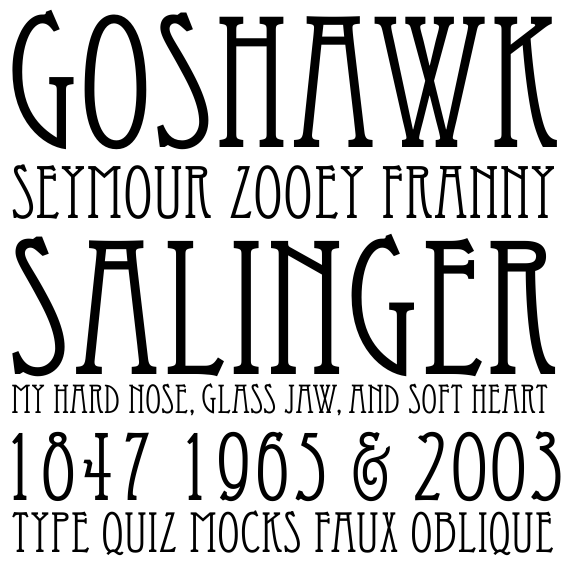 GOSHAWK
SEYMOUR ZOOEY FRANNY
SALINGER
MY HARD NOSE, GLASS JAW, AND SOFT HEART
1847 1965 & 2003
TYPE QUIZ MOCKS FAUX OBLIQUE